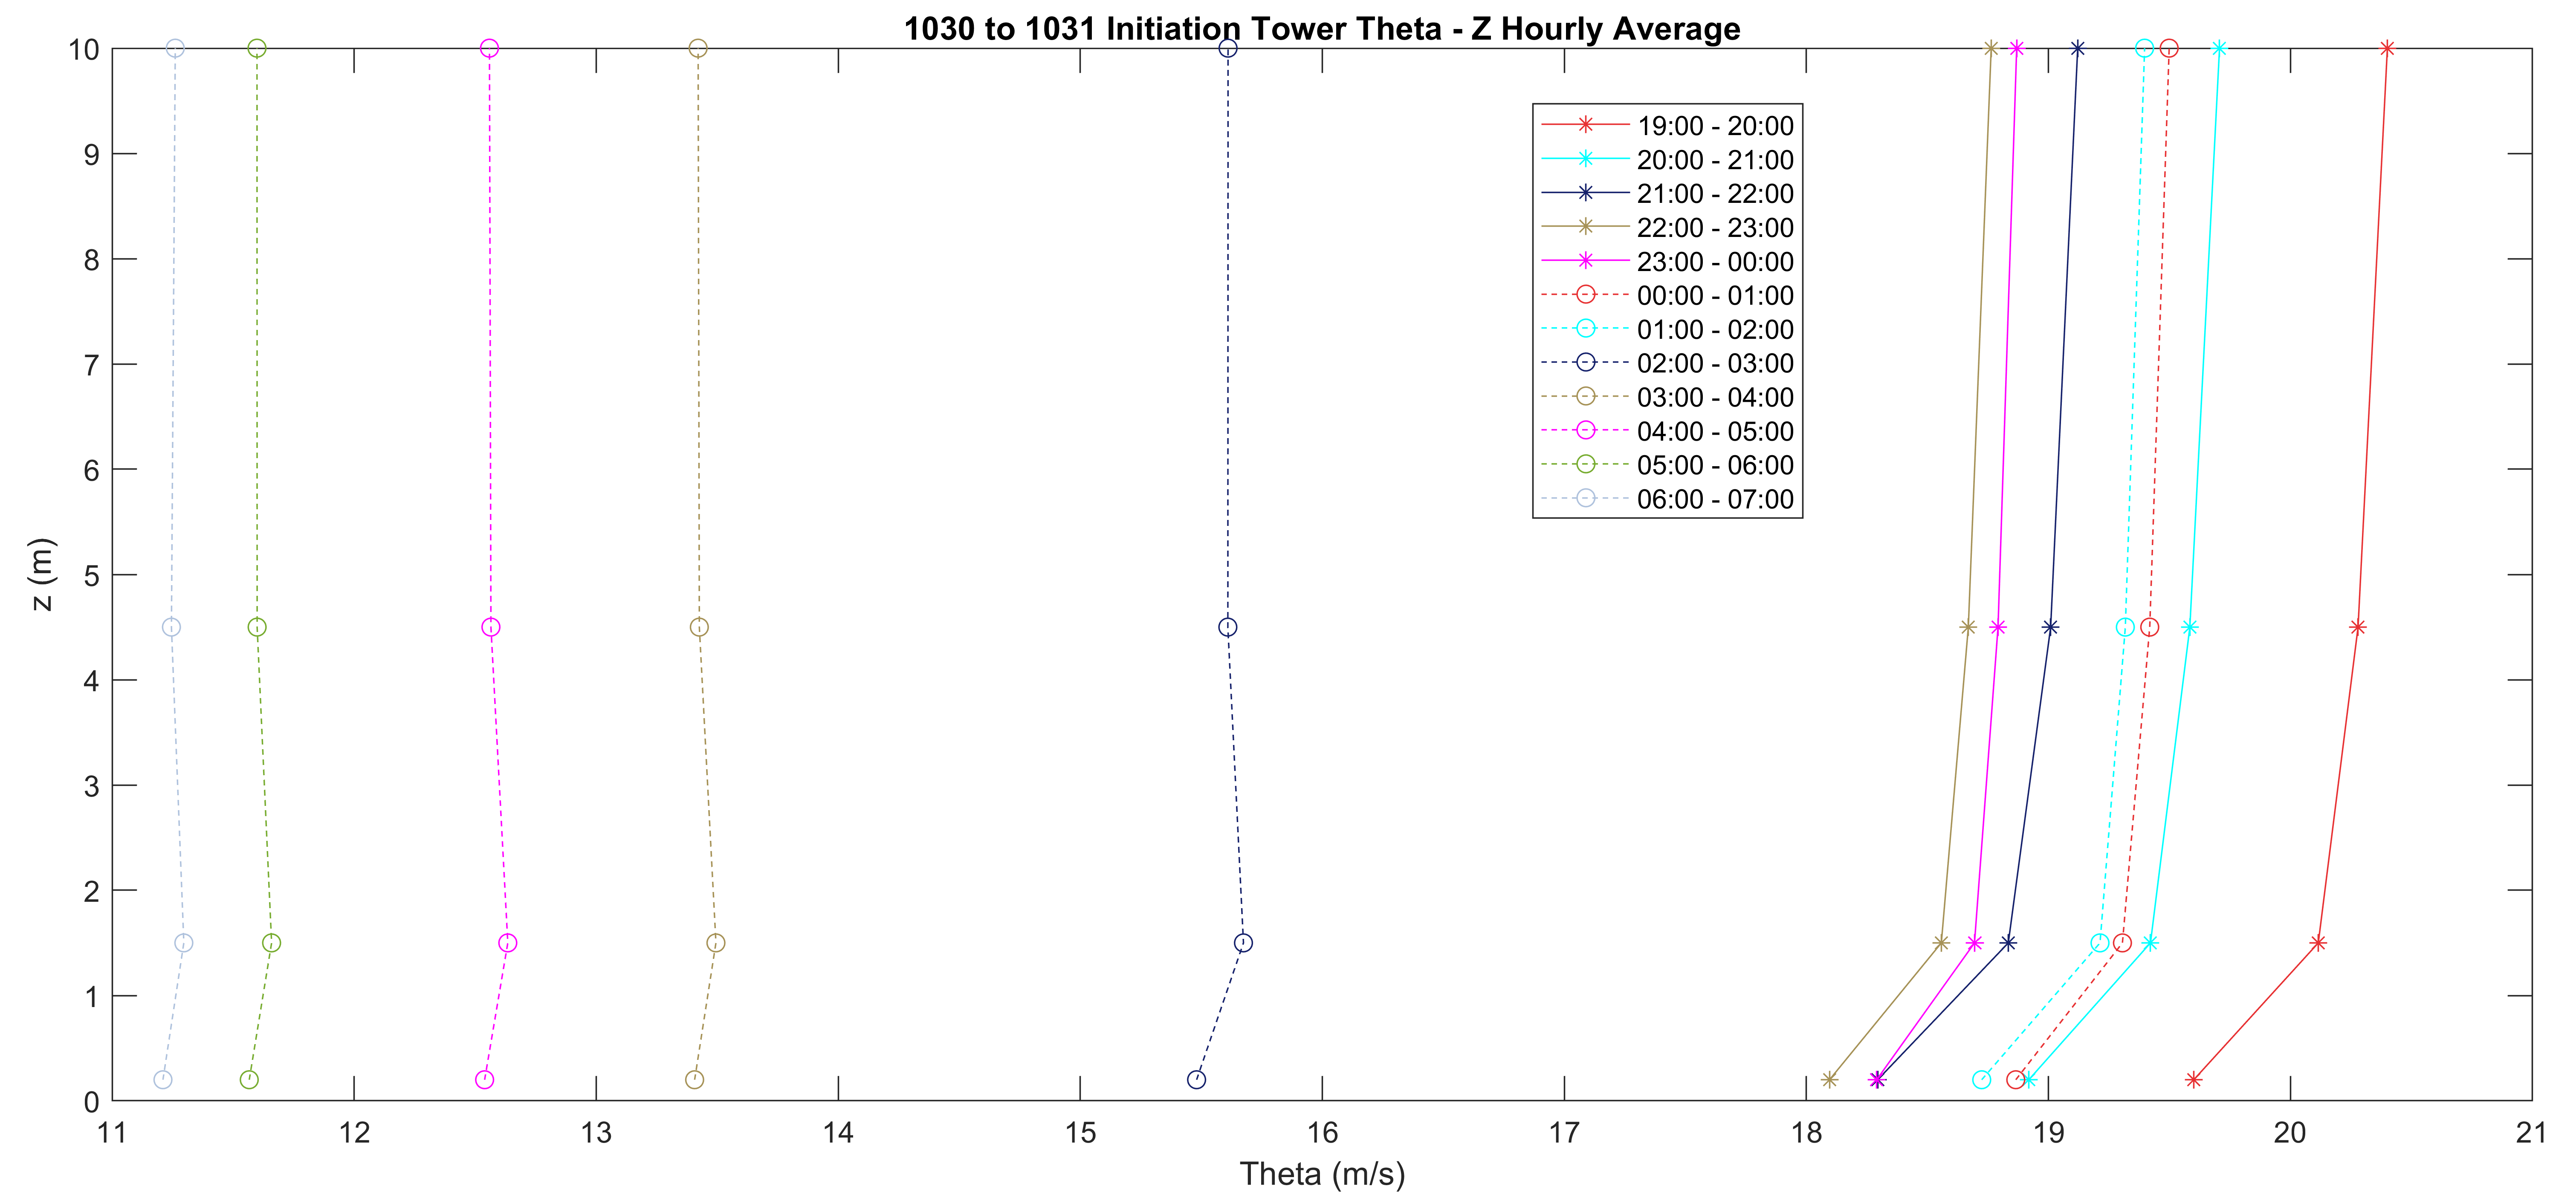 1030 to 1031 Initiation Tower Theta - Z Hourly Average
10
9
8
7
6
5
4
3
2
1
0
z (m)
19:00 - 20:00
20:00 - 21:00
21:00 - 22:00
22:00 - 23:00
23:00 - 00:00
00:00 - 01:00
01:00 - 02:00
02:00 - 03:00
03:00 - 04:00
04:00 - 05:00
05:00 - 06:00
06:00 - 07:00
11 12 13 14 15 16 17 18 19 20 21
Theta (m/s)